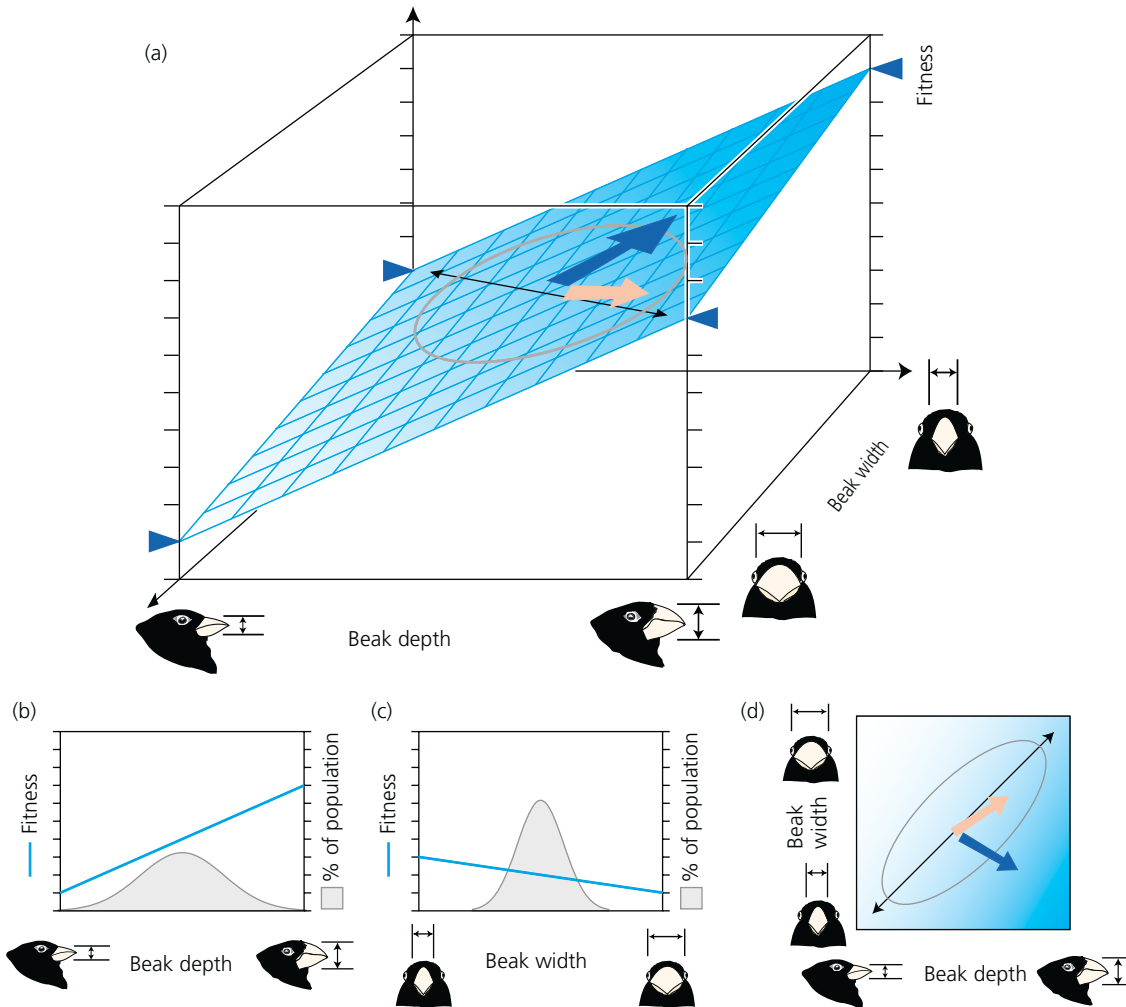 (a)
Fitness
Beak width
Beak depth
(b)
Fitness
% of population
Beak depth
(c)
Fitness
% of population
Beak width
(d)
Beak
width
Beak depth